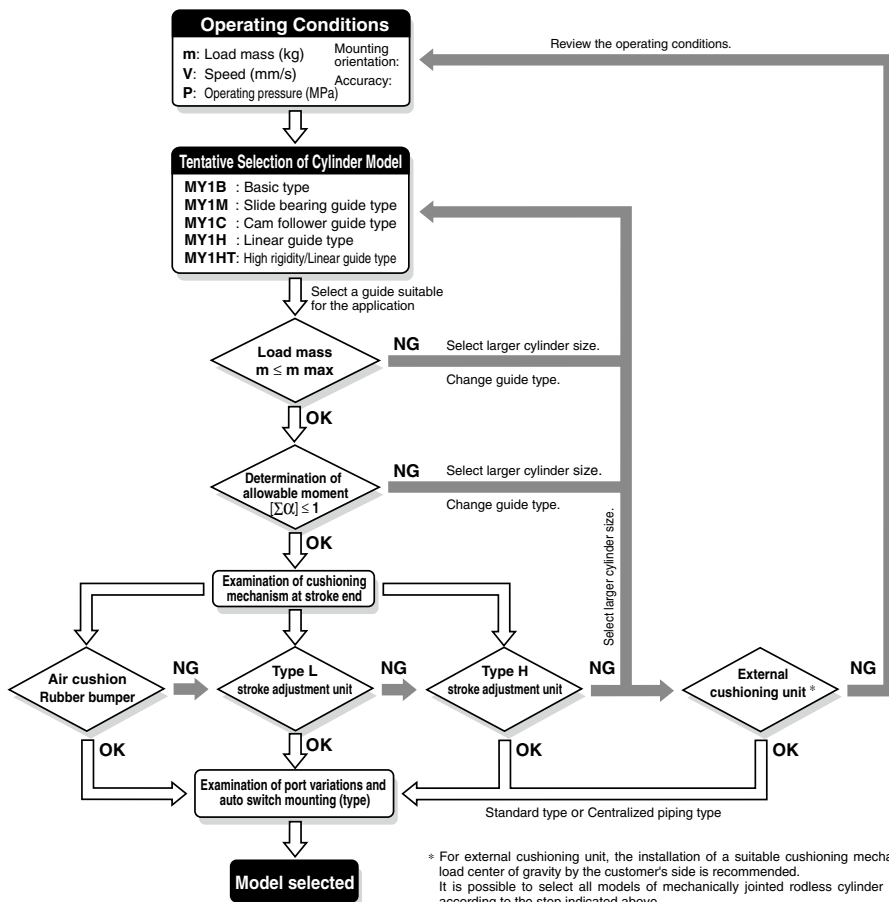 Operating Conditions
m: Load mass (kg)
V: Speed (mm/s)
P: Operating pressure (MPa)
Mounting
orientation:
Accuracy:
Review the operating conditions.
Tentative Selection of Cylinder Model
MY1B : Basic type
MY1M : Slide bearing guide type
MY1C : Cam follower guide type
MY1H : Linear guide type
MY1HT: High rigidity/Linear guide type
Select a guide suitable
for the application
Load mass
m ≤ m max
NG
Select larger cylinder size.
Change guide type.
OK
Determination of
allowable moment
[Σα] ≤ 1
NG
Select larger cylinder size.
Change guide type.
OK
Select larger cylinder size.
Examination of cushioning
mechanism at stroke end
Air cushion
Rubber bumper
NG
Type L
stroke adjustment unit
NG
Type H
stroke adjustment unit
NG
External
cushioning unit *
NG
OK
OK
OK
OK
Examination of port variations and
auto switch mounting (type)
Standard type or Centralized piping type
Model selected
* For external cushioning unit, the installation of a suitable cushioning mecha
load center of gravity by the customer's side is recommended.
It is possible to select all models of mechanically jointed rodless cylinder
according to the step indicated above.